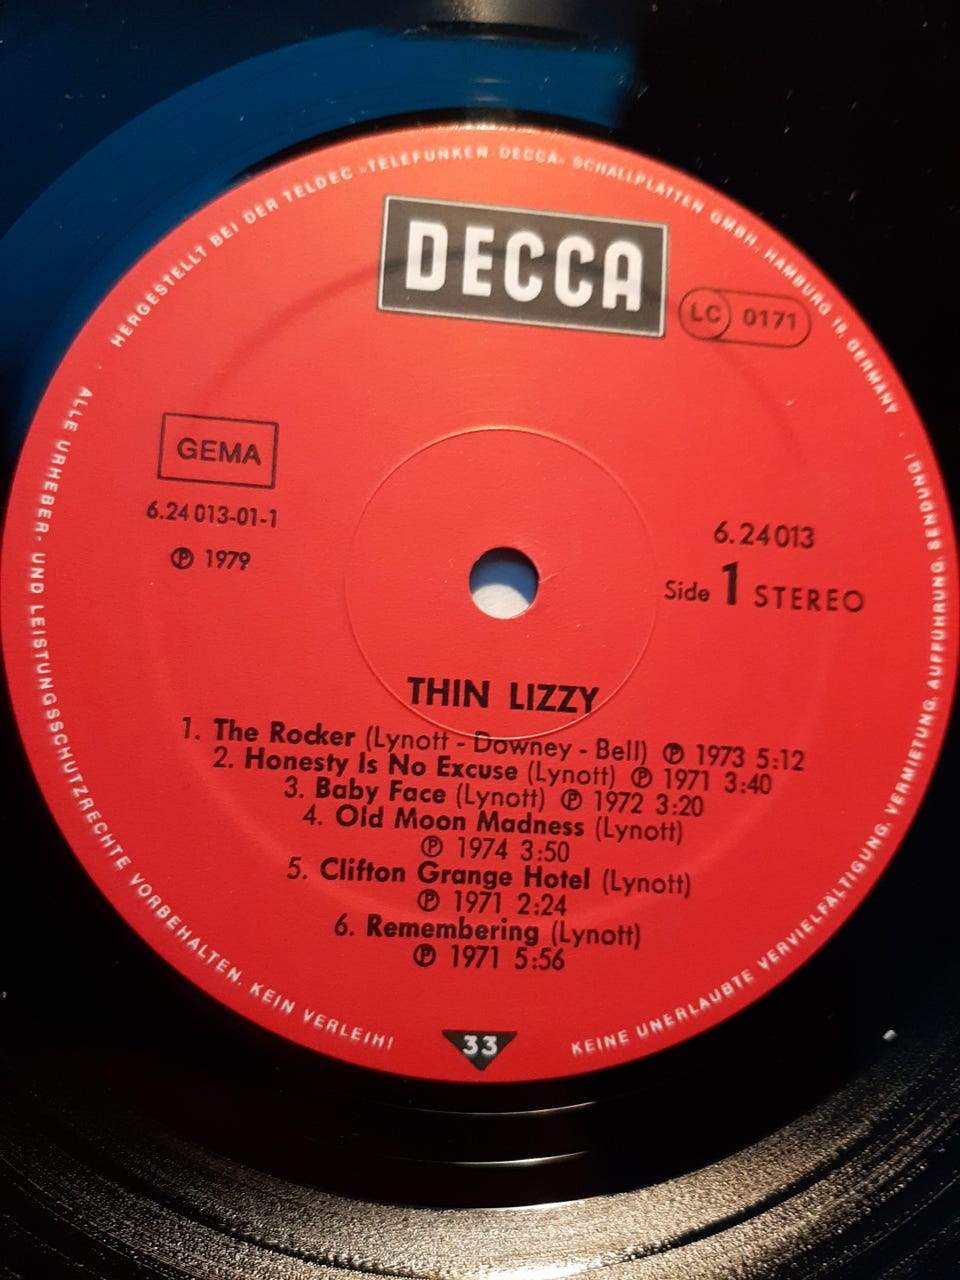 HERGESTELLT BEI DER TELDEC »TELEFUNKEN-DECCA« SCHALLPLATTEN GMBH, HAMBURG 19, GERMANY
DECCA
LC 0171
GEMA
6.24 013-01-1
Ⓟ 1979
6.24013
Side 1 STEREO
THIN LIZZY
1. The Rocker (Lynott - Downey - Bell) Ⓟ 1973 5:12
2. Honesty Is No Excuse (Lynott) Ⓟ 1971 3:40
3. Baby Face (Lynott) Ⓟ 1972 3:20
4. Old Moon Madness (Lynott)
Ⓟ 1974 3:50
5. Clifton Grange Hotel (Lynott)
Ⓟ 1971 2:24
6. Remembering (Lynott)
Ⓟ 1971 5:56
33
ALLE URHEBER- UND LEISTUNGSSCHUTZRECHTE VORBEHALTEN. KEIN VERLEIH!
KEINE UNERLAUBTE VERVIELFÄLTIGUNG, VERMIETUNG, AUFFÜHRUNG, SENDUNG!